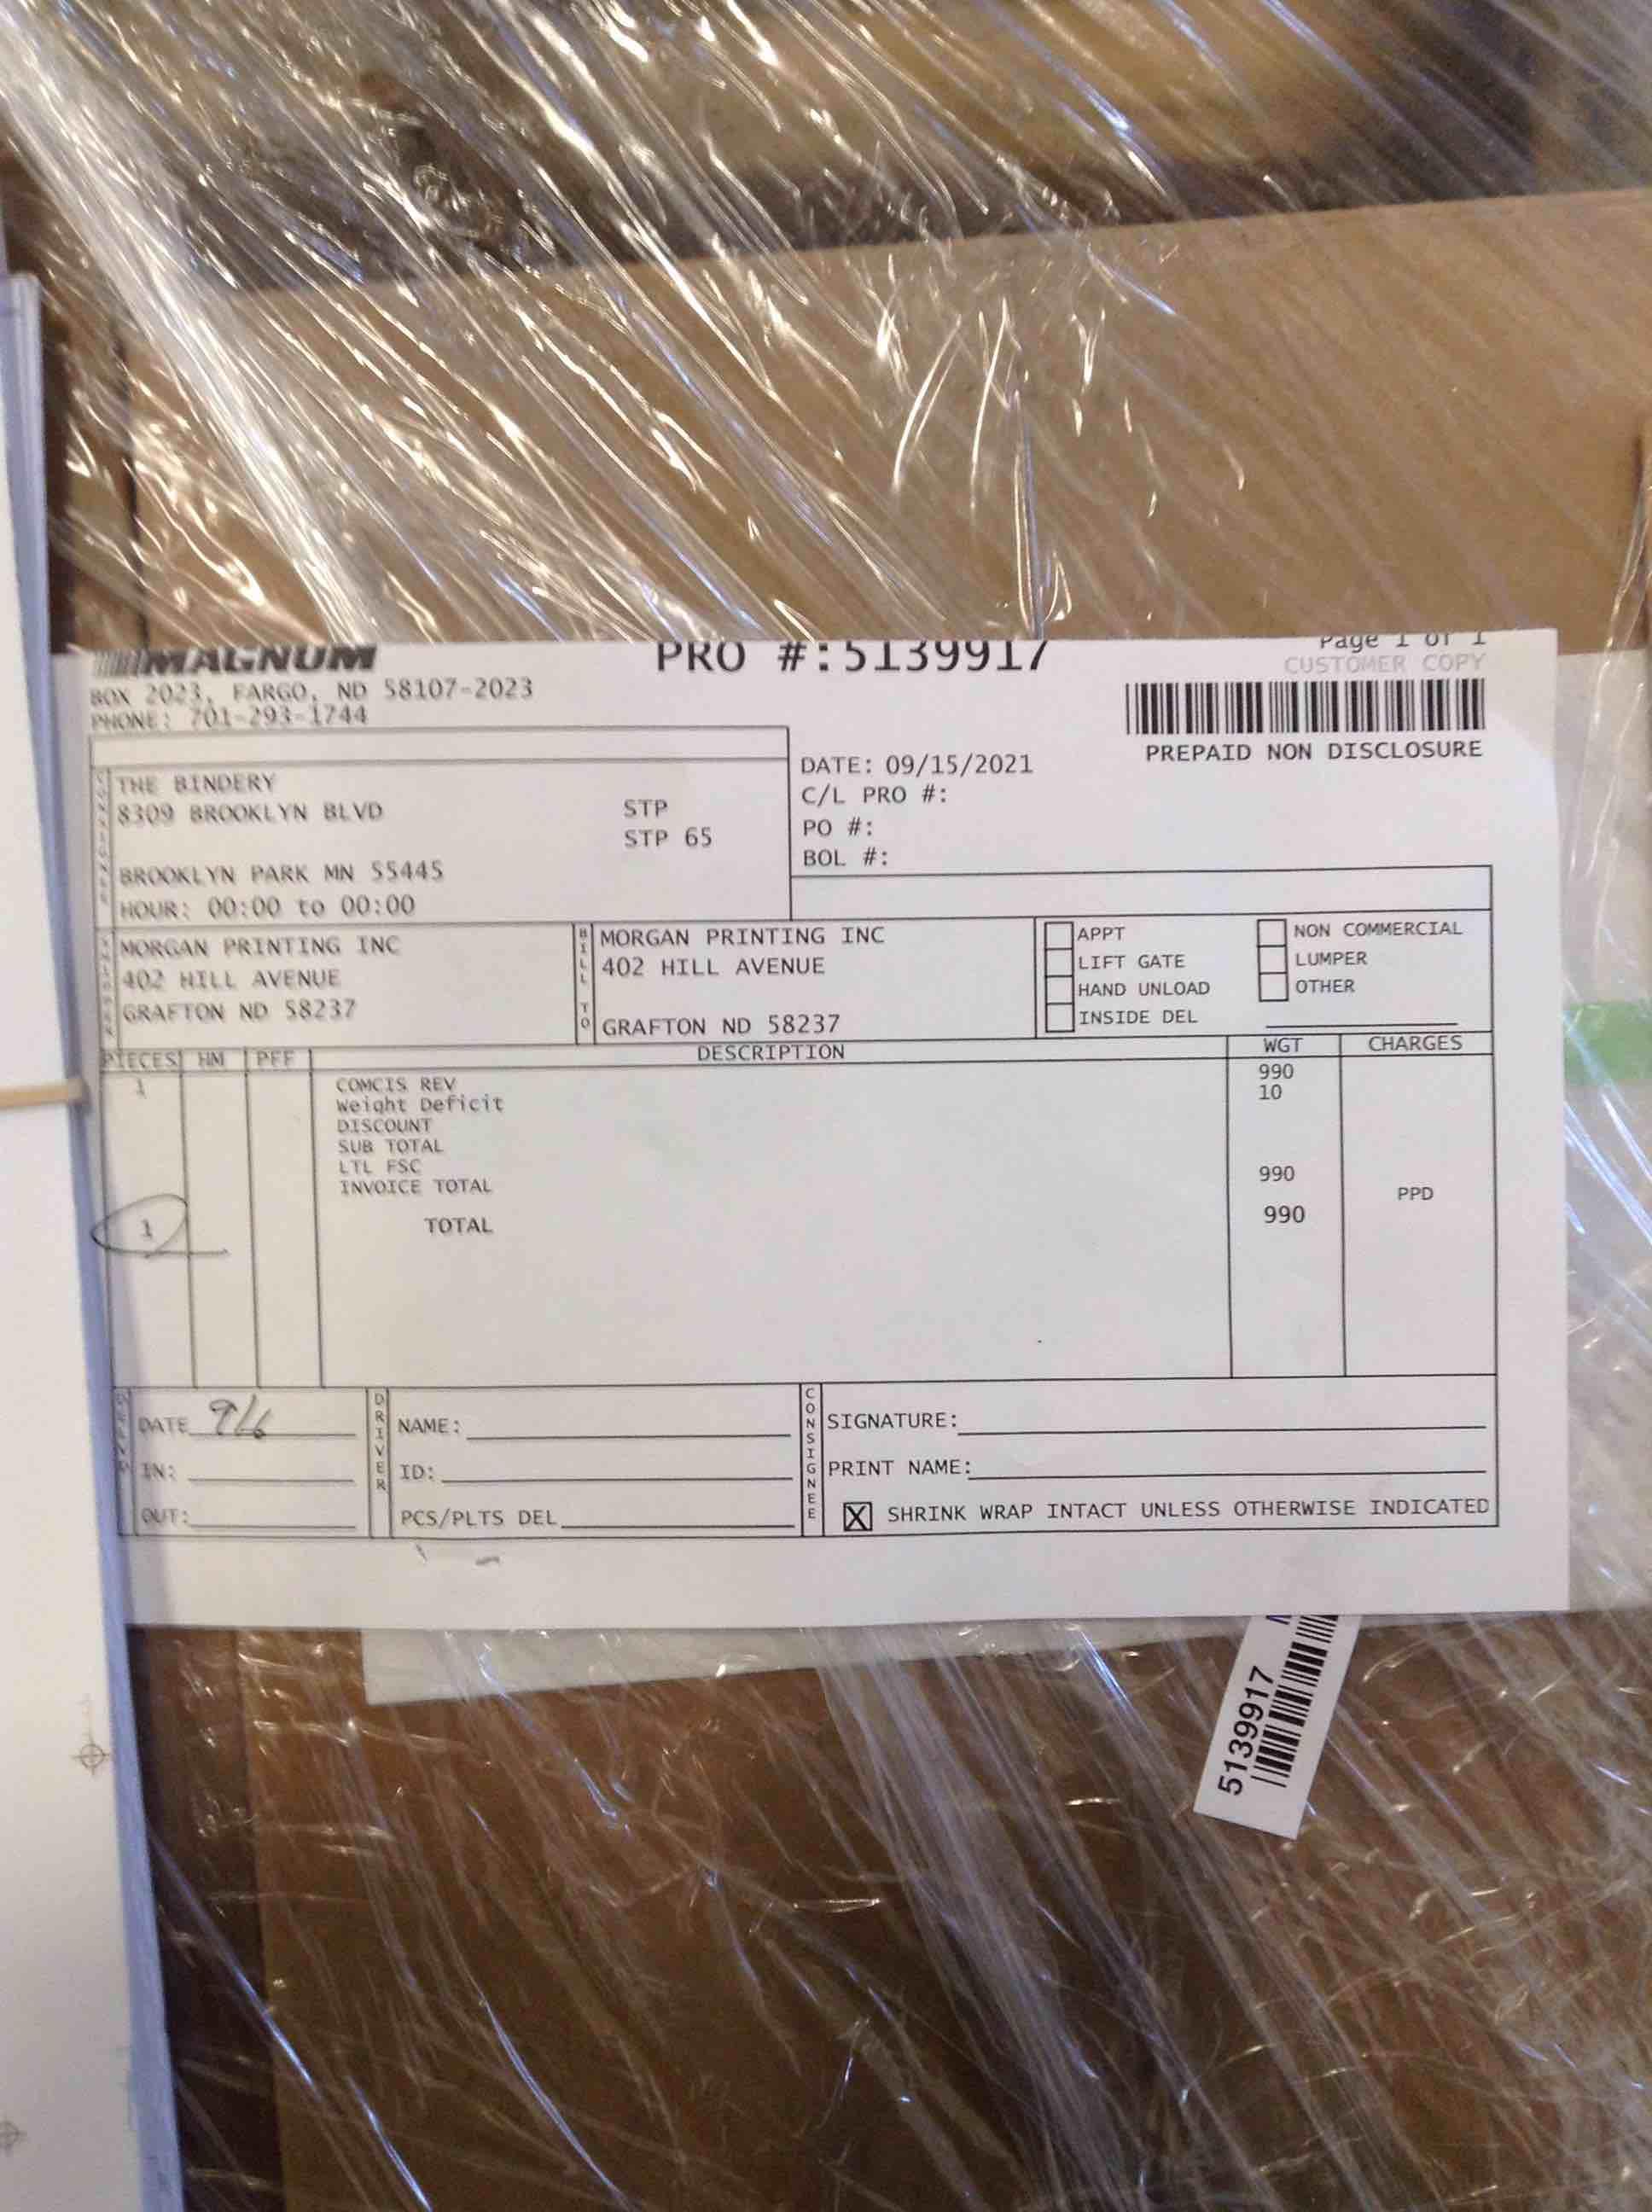 MAGNUM
PRO #:5139917
Page 1 of 1
CUSTOMER COPY
BOX 2023, FARGO, ND 58107-2023
PHONE: 701-293-1744
PREPAID NON DISCLOSURE
DATE: 09/15/2021
C/L PRO #:
PO #:
BOL #:
THE BINDERY
8309 BROOKLYN BLVD STP
STP 65
BROOKLYN PARK MN 55445
HOUR: 00:00 to 00:00
MORGAN PRINTING INC
402 HILL AVENUE
GRAFTON ND 58237
BILL TO
MORGAN PRINTING INC
402 HILL AVENUE
GRAFTON ND 58237
APPT
LIFT GATE
HAND UNLOAD
INSIDE DEL
NON COMMERCIAL
LUMPER
OTHER
PIECES HM DESCRIPTION WGT CHARGES
1 COMCIS REV 990
Weight Deficit 10
DISCOUNT
SUB TOTAL
LTL FSC
INVOICE TOTAL 990
PPD
1 TOTAL 990
DATE
IN:
OUT:
DRIVER
NAME:
ID:
PCS/PLTS DEL
CONSIGNEE
SIGNATURE:
PRINT NAME:
X SHRINK WRAP INTACT UNLESS OTHERWISE INDICATED
5139917